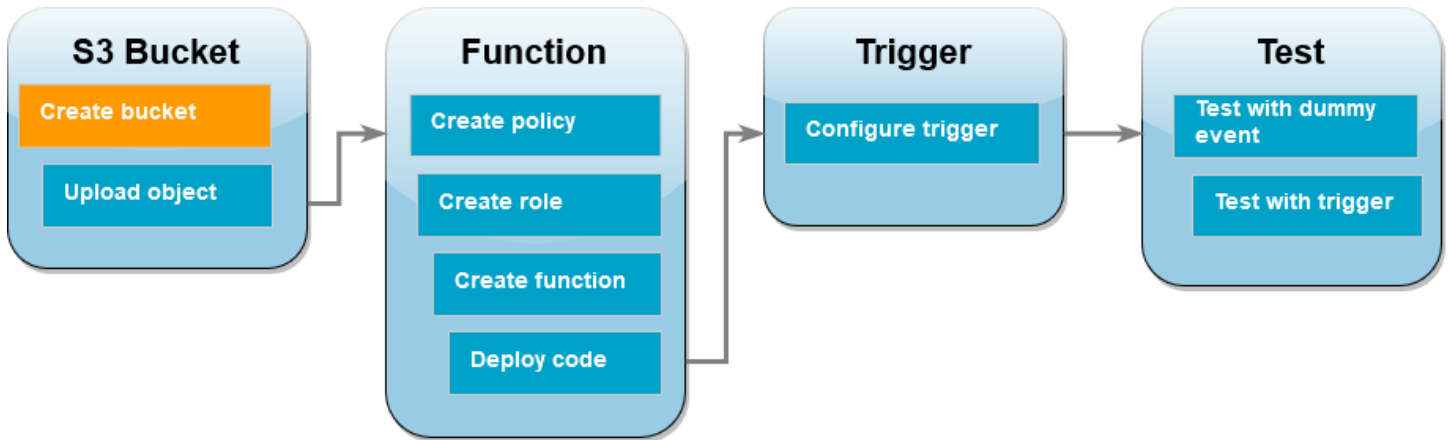 S3 Bucket
Create bucket
Upload object
Function
Create policy
Create role
Create function
Deploy code
Trigger
Configure trigger
Test
Test with dummy
event
Test with trigger